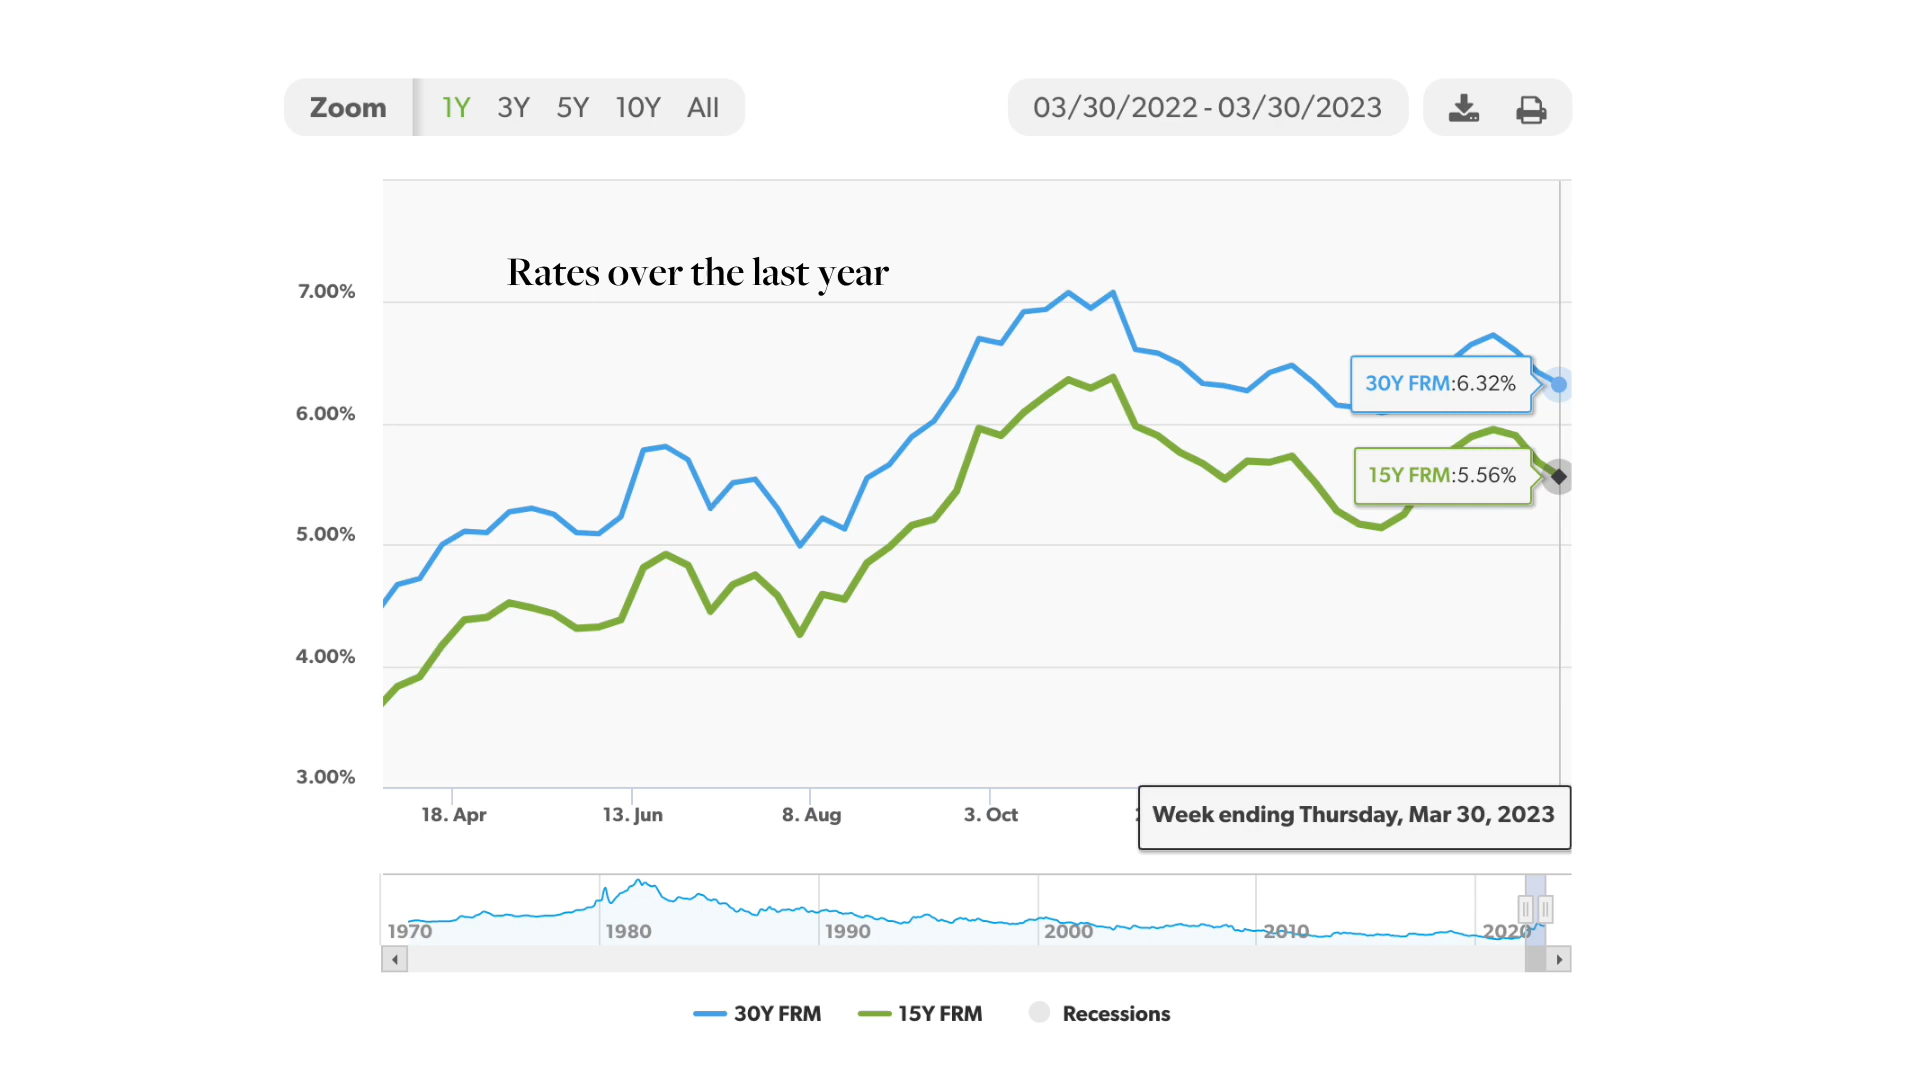 Zoom 1Y 3Y 5Y 10Y All 03/30/2022 - 03/30/2023
Rates over the last year
7.00%
6.00%
5.00%
4.00%
3.00%
30Y FRM:6.32%
15Y FRM:5.56%
18. Apr 13. Jun 8. Aug 3. Oct
Week ending Thursday, Mar 30, 2023
1970 1980 1990 2000 2010 2020
30Y FRM 15Y FRM Recessions